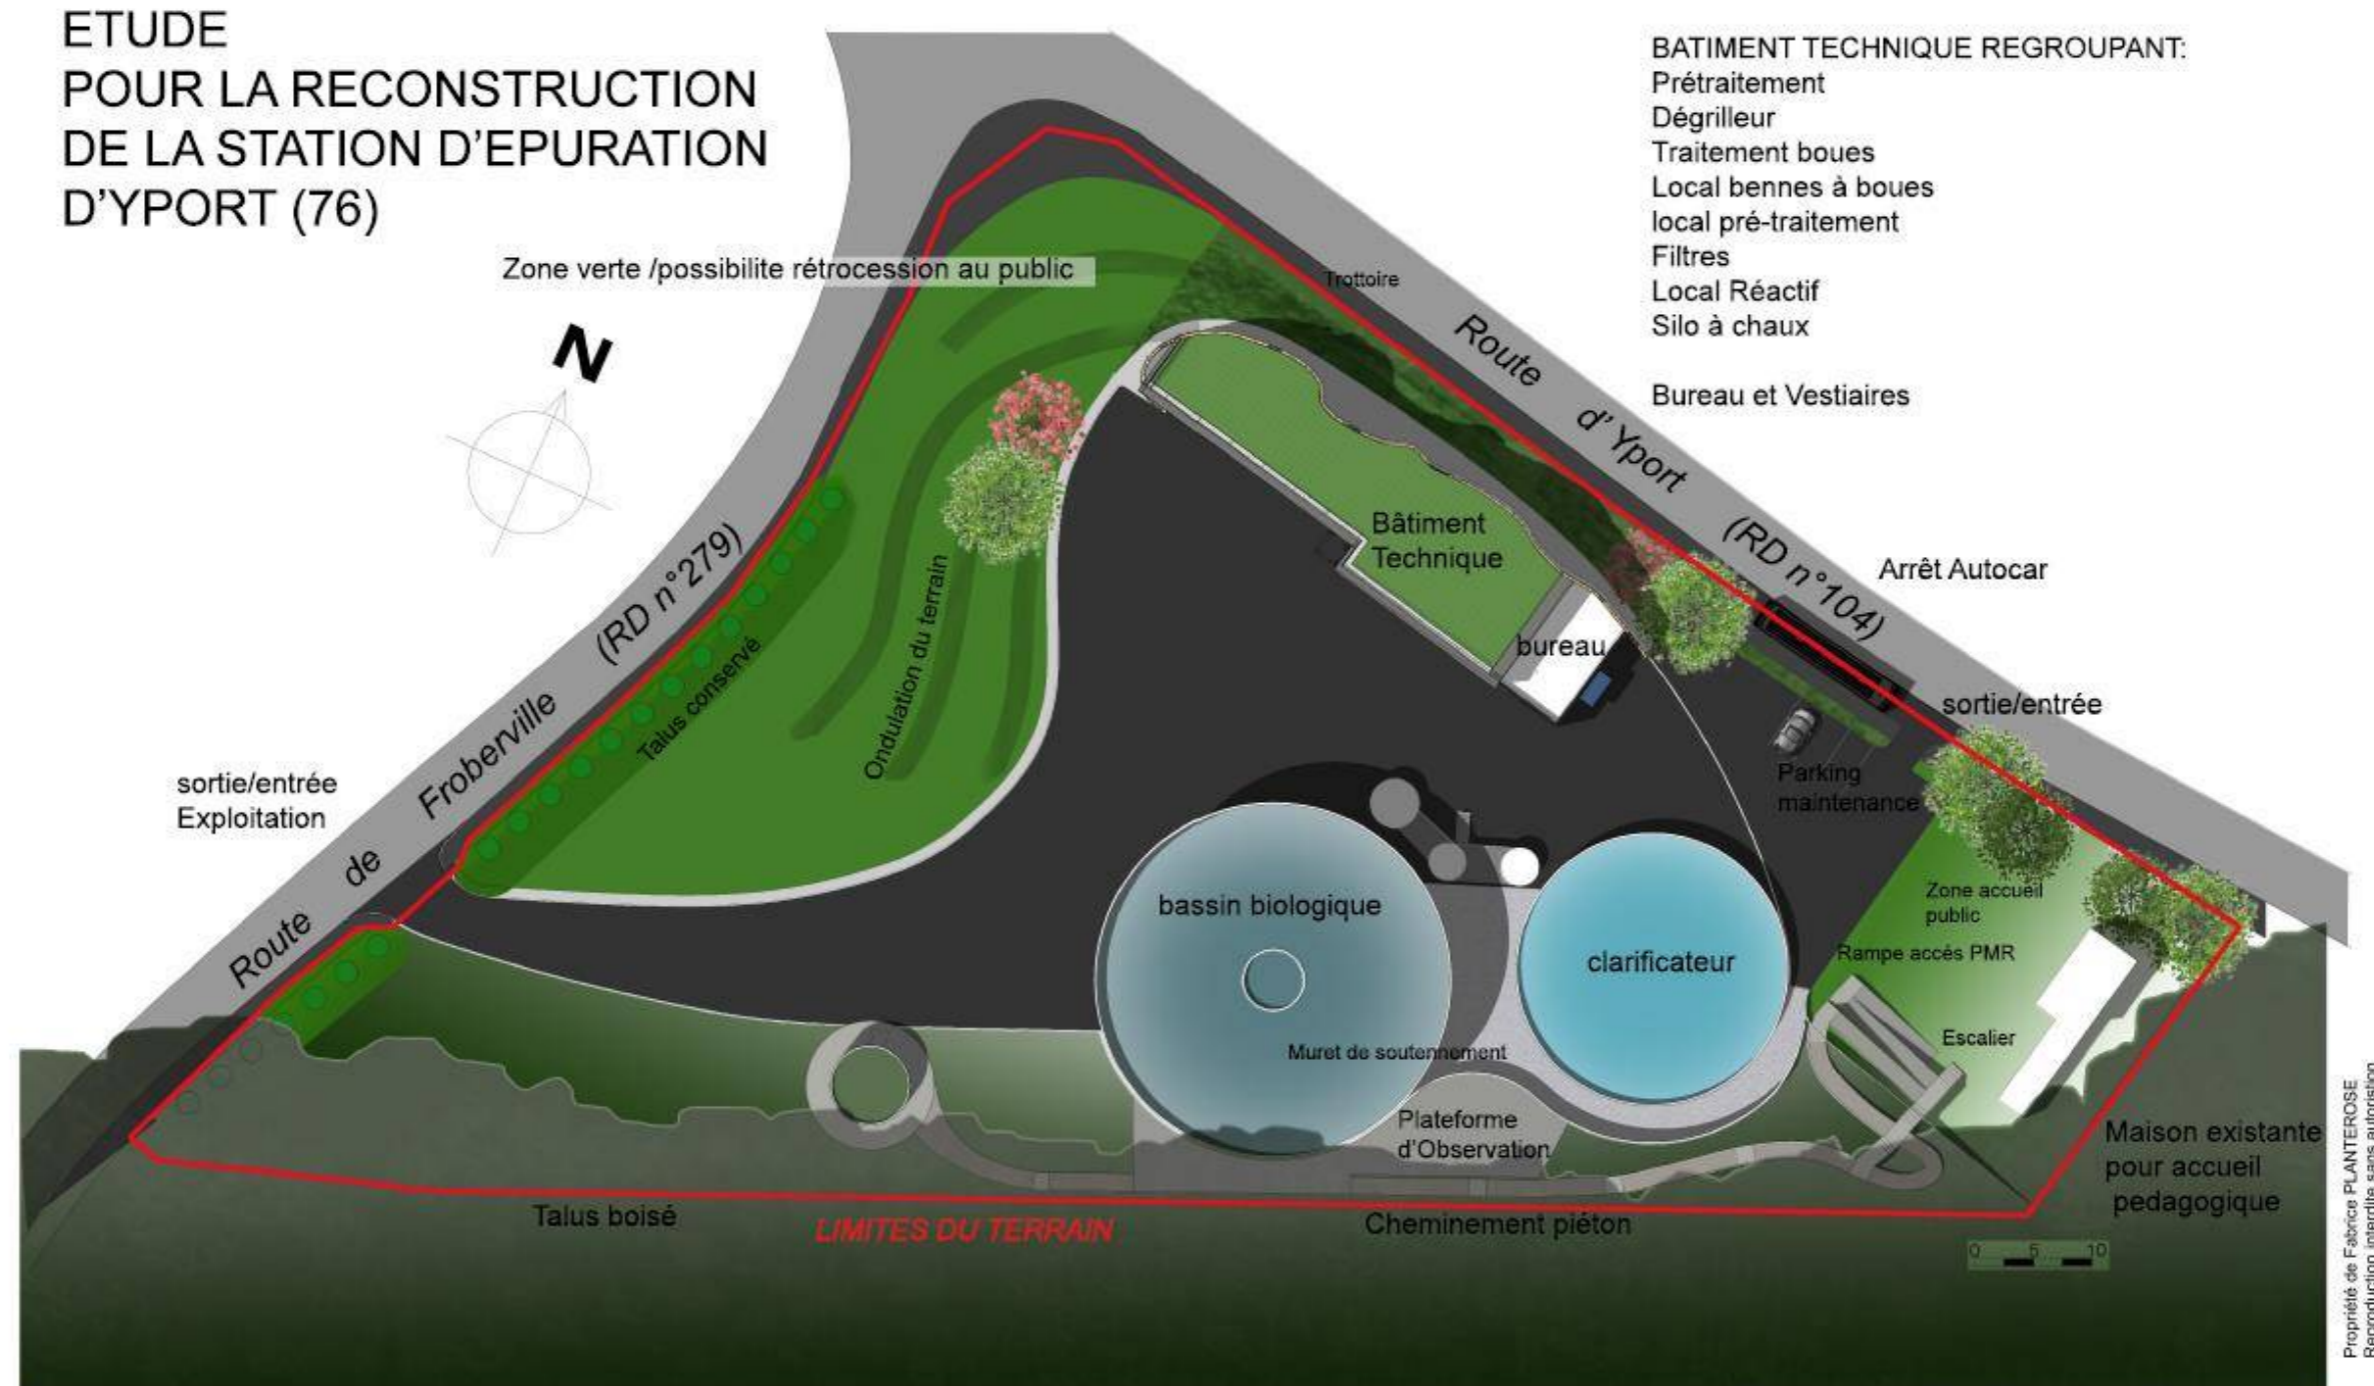 ETUDE
POUR LA RECONSTRUCTION
DE LA STATION D'EPURATION
D'YPORT (76)
BATIMENT TECHNIQUE REGROUPANT:
Prétraitement
Dégrilleur
Traitement boues
Local bennes à boues
local pré-traitement
Filtres
Local Réactif
Silo à chaux
Bureau et Vestiaires
Zone verte /possibilite rétrocession au public
N
Trottoire
Route d'Yport (RD n°104)
Arrêt Autocar
Bâtiment
Technique
bureau
sortie/entrée
Parking
maintenance
Route de Froberville (RD n°279)
Talus conservé
Ondulation du terrain
sortie/entrée
Exploitation
bassin biologique
clarificateur
Zone accueil
public
Rampe accés PMR
Escalier
Muret de soutennement
Plateforme
d'Observation
Maison existante
pour accueil
pedagogique
Talus boisé
LIMITES DU TERRAIN
Cheminement piéton
0 5 10
Propriété de Fabrice PLANTEROSE
Reproduction interdite sans autoristion